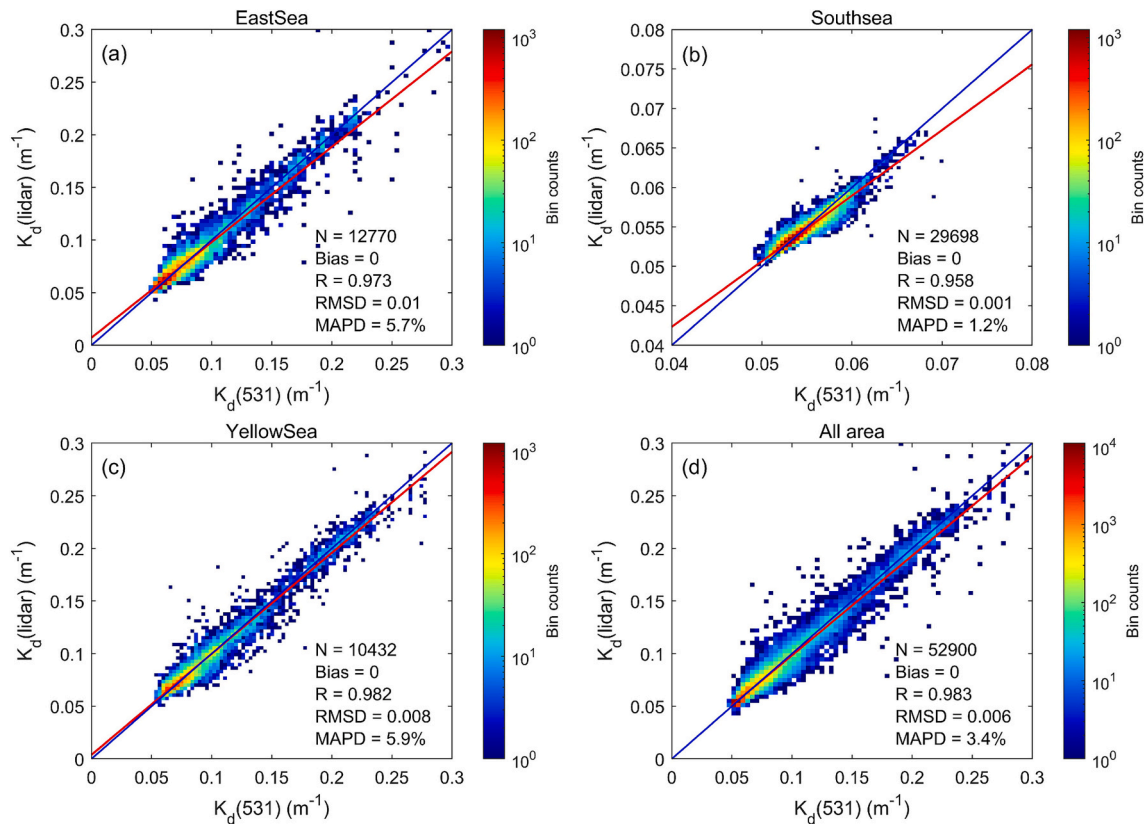 EastSea
(a)
0.3
0.25
0.2
0.15
0.1
0.05
0
K_d(lidar) (m^-1)
0 0.05 0.1 0.15 0.2 0.25 0.3
K_d(531) (m^-1)
N = 12770
Bias = 0
R = 0.973
RMSD = 0.01
MAPD = 5.7%
10^3
10^2
10^1
10^0
Bin counts
Southsea
(b)
0.08
0.075
0.07
0.065
0.06
0.055
0.05
0.045
0.04
K_d(lidar) (m^-1)
0.04 0.05 0.06 0.07 0.08
K_d(531) (m^-1)
N = 29698
Bias = 0
R = 0.958
RMSD = 0.001
MAPD = 1.2%
10^3
10^2
10^1
10^0
Bin counts
YellowSea
(c)
0.3
0.25
0.2
0.15
0.1
0.05
0
K_d(lidar) (m^-1)
0 0.05 0.1 0.15 0.2 0.25 0.3
K_d(531) (m^-1)
N = 10432
Bias = 0
R = 0.982
RMSD = 0.008
MAPD = 5.9%
10^3
10^2
10^1
10^0
Bin counts
All area
(d)
0.3
0.25
0.2
0.15
0.1
0.05
0
K_d(lidar) (m^-1)
0 0.05 0.1 0.15 0.2 0.25 0.3
K_d(531) (m^-1)
N = 52900
Bias = 0
R = 0.983
RMSD = 0.006
MAPD = 3.4%
10^4
10^3
10^2
10^1
10^0
Bin counts